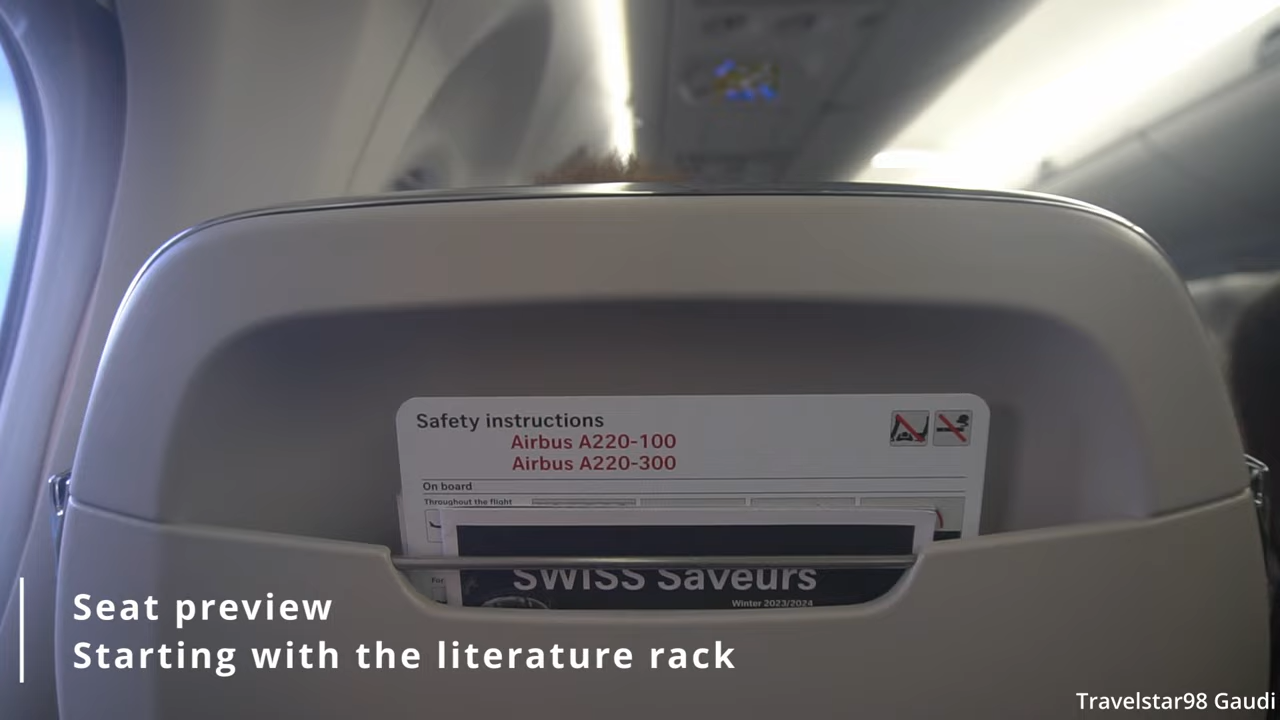 Safety instructions
Airbus A220-100
Airbus A220-300
On board
Throughout the flight
For
SWISS Saveurs
Winter 2023/2024
Seat preview
Starting with the literature rack
Travelstar98 Gaudi